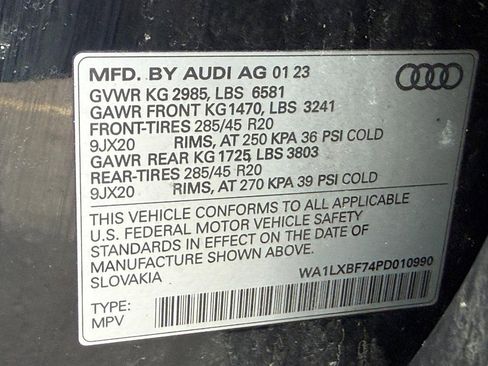 MFD. BY AUDI AG 01 23
GVWR KG 2985, LBS 6581
GAWR FRONT KG1470, LBS 3241
FRONT-TIRES 285/45 R20
9JX20 RIMS, AT 250 KPA 36 PSI COLD
GAWR REAR KG 1725, LBS 3803
REAR-TIRES 285/45 R20
9JX20 RIMS, AT 270 KPA 39 PSI COLD
THIS VEHICLE CONFORMS TO ALL APPLICABLE
U.S. FEDERAL MOTOR VEHICLE SAFETY
STANDARDS IN EFFECT ON THE DATE OF
MANUFACTURE SHOWN ABOVE.
SLOVAKIA WA1LXBF74PD010990
TYPE:
MPV